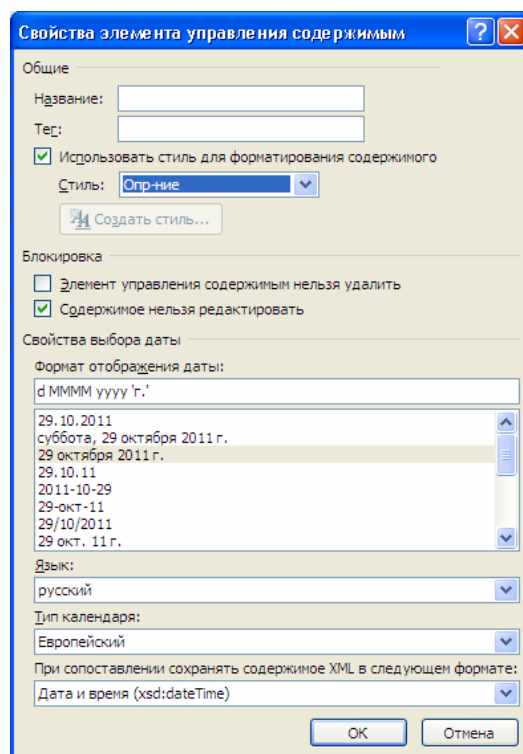 Свойства элемента управления содержимым
Общие
Название:
Тег:
Использовать стиль для форматирования содержимого
Стиль: Опр-ние
Создать стиль...
Блокировка
Элемент управления содержимым нельзя удалить
Содержимое нельзя редактировать
Свойства выбора даты
Формат отображения даты:
d MMMM yyyy 'г.'
29.10.2011
суббота, 29 октября 2011 г.
29 октября 2011 г.
29.10.11
2011-10-29
29-окт-11
29/10/2011
29 окт. 11 г.
Язык:
русский
Тип календаря:
Европейский
При сопоставлении сохранять содержимое XML в следующем формате:
Дата и время (xsd:dateTime)
ОК Отмена